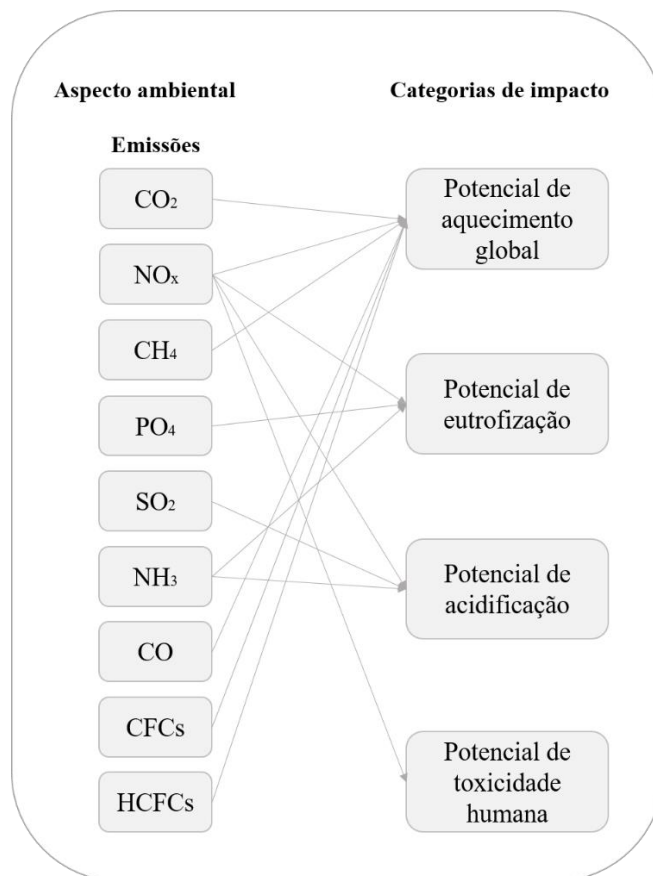 Aspecto ambiental
Categorias de impacto
Emissões
CO₂
NOₓ
CH₄
PO₄
SO₂
NH₃
CO
CFCs
HCFCs
Potencial de
aquecimento
global
Potencial de
eutrofização
Potencial de
acidificação
Potencial de
toxicidade
humana